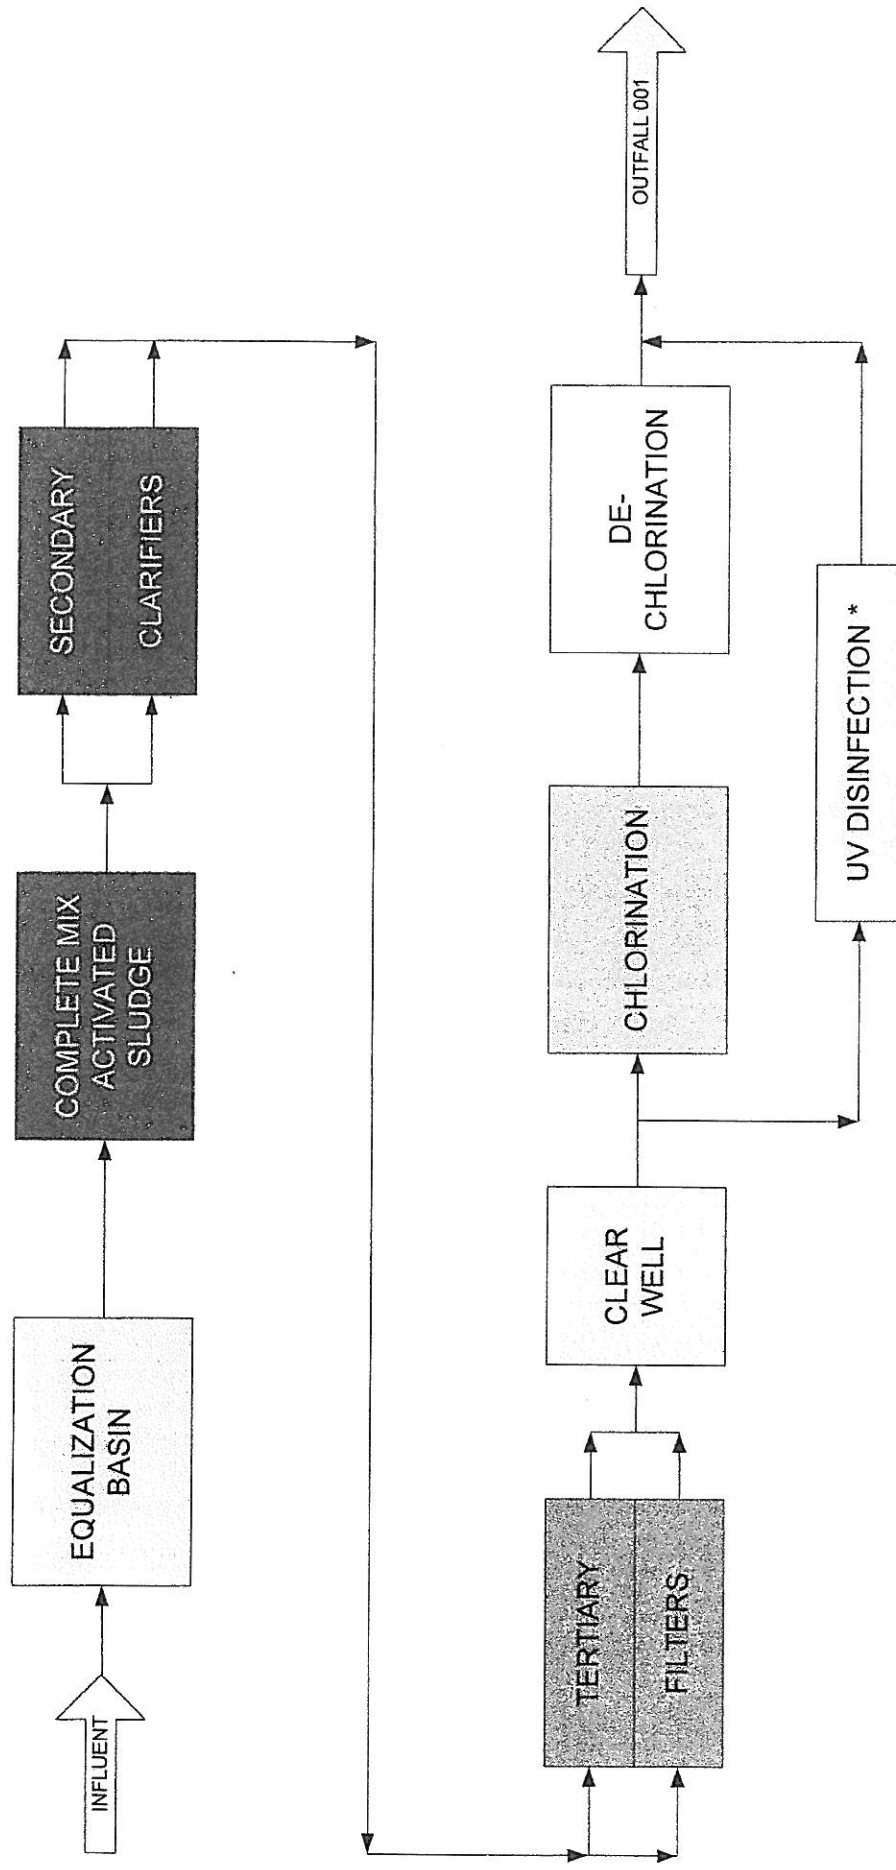 INFLUENT
EQUALIZATION
BASIN
COMPLETE MIX
ACTIVATED
SLUDGE
SECONDARY
CLARIFIERS
TERTIARY
FILTERS
CLEAR
WELL
CHLORINATION
DE-
CHLORINATION
UV DISINFECTION *
OUTFALL 001